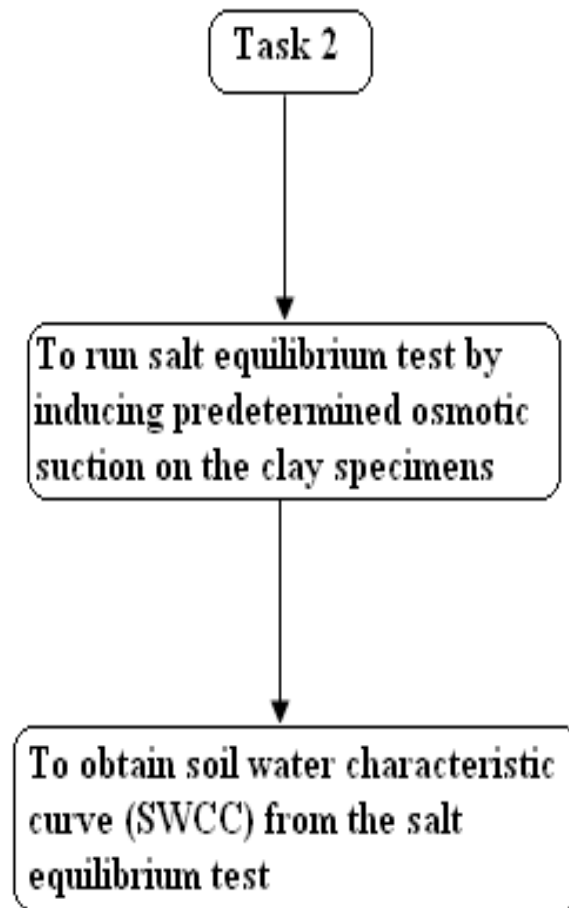 Task 2
To run salt equilibrium test by
inducing predetermined osmotic
suction on the clay specimens
To obtain soil water characteristic
curve (SWCC) from the salt
equilibrium test